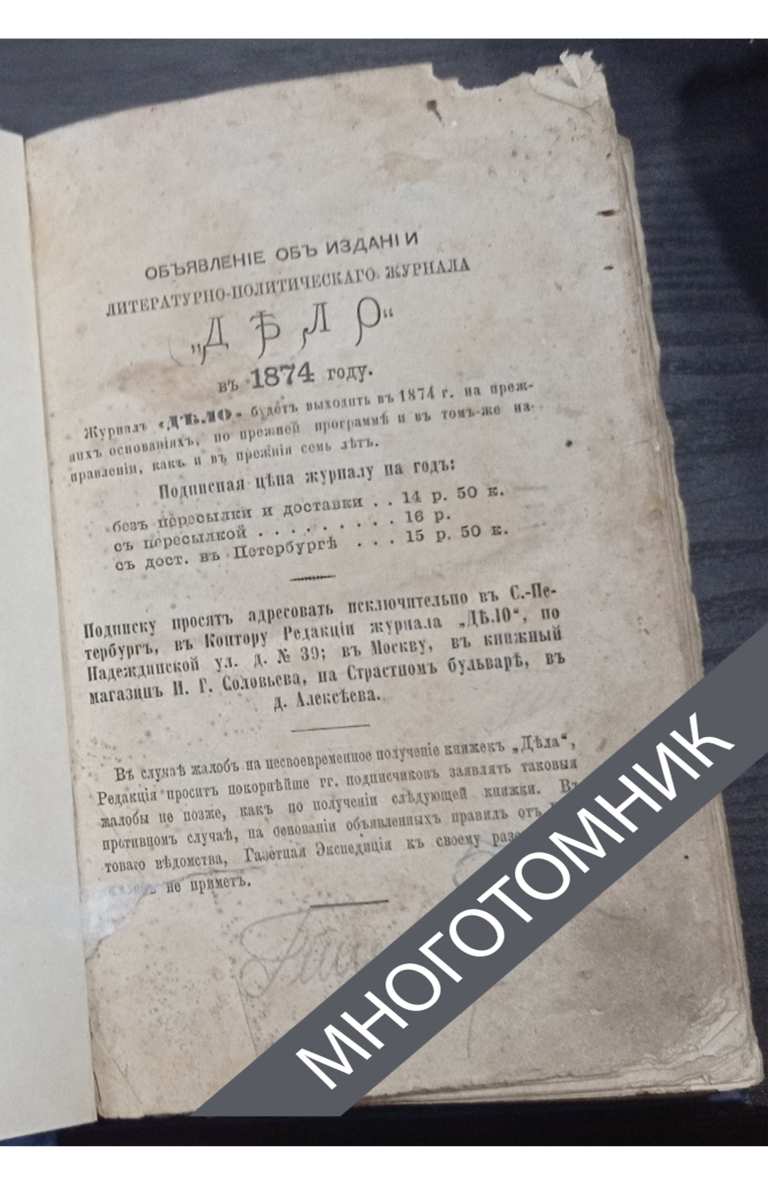 ОБЪЯВЛЕНІЕ ОБЪ ИЗДАНІИ
ЛИТЕРАТУРНО-ПОЛИТИЧЕСКАГО ЖУРНАЛА
„ДѢЛО“
въ 1874 году.
Журналъ «ДѢЛО» будетъ выходить въ 1874 г. на преж-
нихъ основаніяхъ, по прежней программѣ и въ томъ-же на-
правленіи, какъ и въ прежнія семь лѣтъ.
Подписная цѣна журналу на годъ:
безъ пересылки и доставки . . 14 р. 50 к.
съ пересылкой . . . . . . . . . 16 р.
съ дост. въ Петербургѣ . . . 15 р. 50 к.
Подписку просятъ адресовать исключительно въ С.-Пе-
тербургъ, въ Контору Редакціи журнала „ДѢЛО“, по
Надеждинской ул. д. № 39; въ Москву, въ книжный
магазинъ И. Г. Соловьева, на Страстномъ бульварѣ, въ
д. Алексѣева.
Въ случаѣ жалобъ на несвоевременное полученіе книжекъ „Дѣла“,
Редакція проситъ покорнѣйше гг. подписчиковъ заявлять таковыя
жалобы не позже, какъ по полученіи слѣдующей книжки. Въ
противномъ случаѣ, на основаніи объявленныхъ правилъ отъ
товаго вѣдомства, Газетная Экспедиція къ своему
не приметъ.
МНОГОТОМНИК